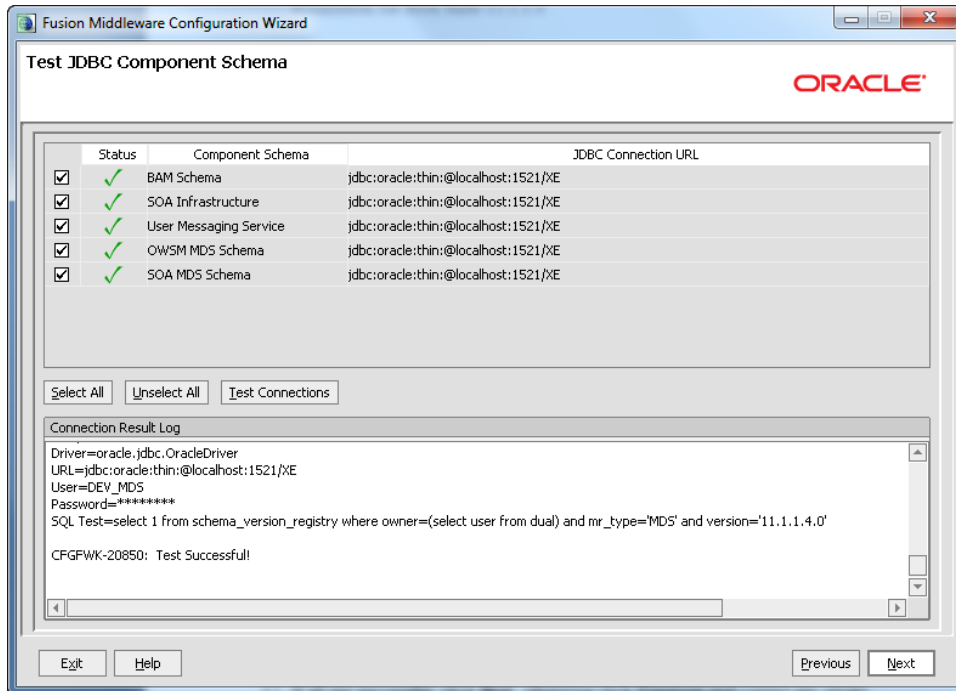 Fusion Middleware Configuration Wizard
Test JDBC Component Schema
ORACLE
Status Component Schema JDBC Connection URL
BAM Schema jdbc:oracle:thin:@localhost:1521/XE
SOA Infrastructure jdbc:oracle:thin:@localhost:1521/XE
User Messaging Service jdbc:oracle:thin:@localhost:1521/XE
OWSM MDS Schema jdbc:oracle:thin:@localhost:1521/XE
SOA MDS Schema jdbc:oracle:thin:@localhost:1521/XE
Select All Unselect All Test Connections
Connection Result Log
Driver=oracle.jdbc.OracleDriver
URL=jdbc:oracle:thin:@localhost:1521/XE
User=DEV_MDS
Password=********
SQL Test=select 1 from schema_version_registry where owner=(select user from dual) and mr_type='MDS' and version='11.1.1.4.0'
CFGFWK-20850: Test Successful!
Exit Help Previous Next